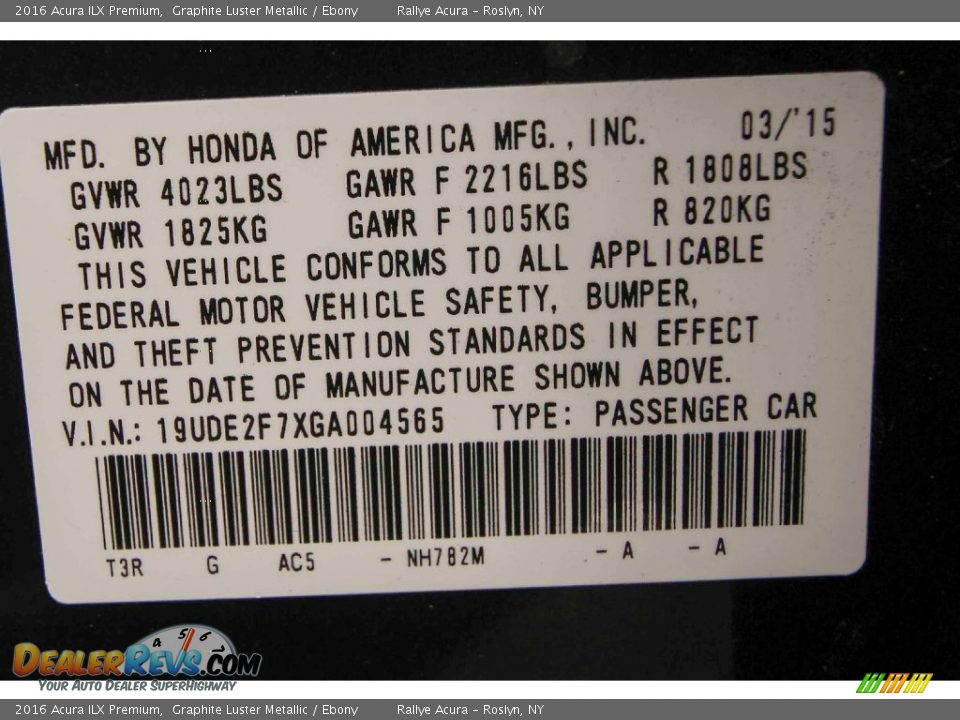 2016 Acura ILX Premium, Graphite Luster Metallic / Ebony Rallye Acura - Roslyn, NY
MFD. BY HONDA OF AMERICA MFG., INC. 03/'15
GVWR 4023LBS GAWR F 2216LBS R 1808LBS
GVWR 1825KG GAWR F 1005KG R 820KG
THIS VEHICLE CONFORMS TO ALL APPLICABLE
FEDERAL MOTOR VEHICLE SAFETY, BUMPER,
AND THEFT PREVENTION STANDARDS IN EFFECT
ON THE DATE OF MANUFACTURE SHOWN ABOVE.
V.I.N.: 19UDE2F7XGA004565 TYPE: PASSENGER CAR
T3R G AC5 - NH782M - A - A
4 5 6
DEALERREVS.COM
YOUR AUTO DEALER SUPERHIGHWAY
2016 Acura ILX Premium, Graphite Luster Metallic / Ebony Rallye Acura - Roslyn, NY